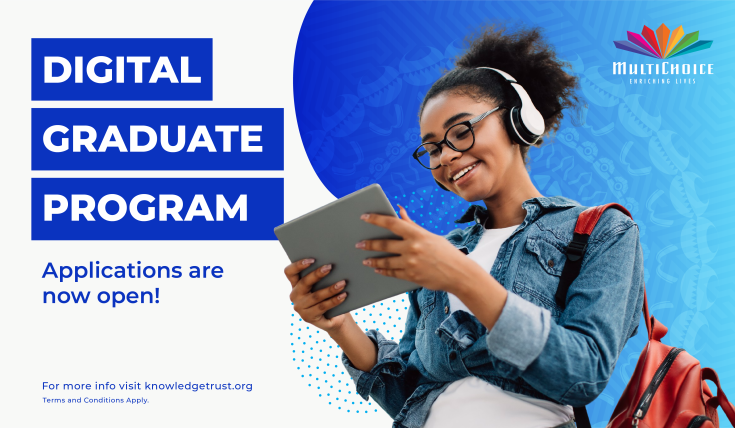 DIGITAL
GRADUATE
PROGRAM
Applications are
now open!
For more info visit knowledgetrust.org
Terms and Conditions Apply.
MULTICHOICE
ENRICHING LIVES